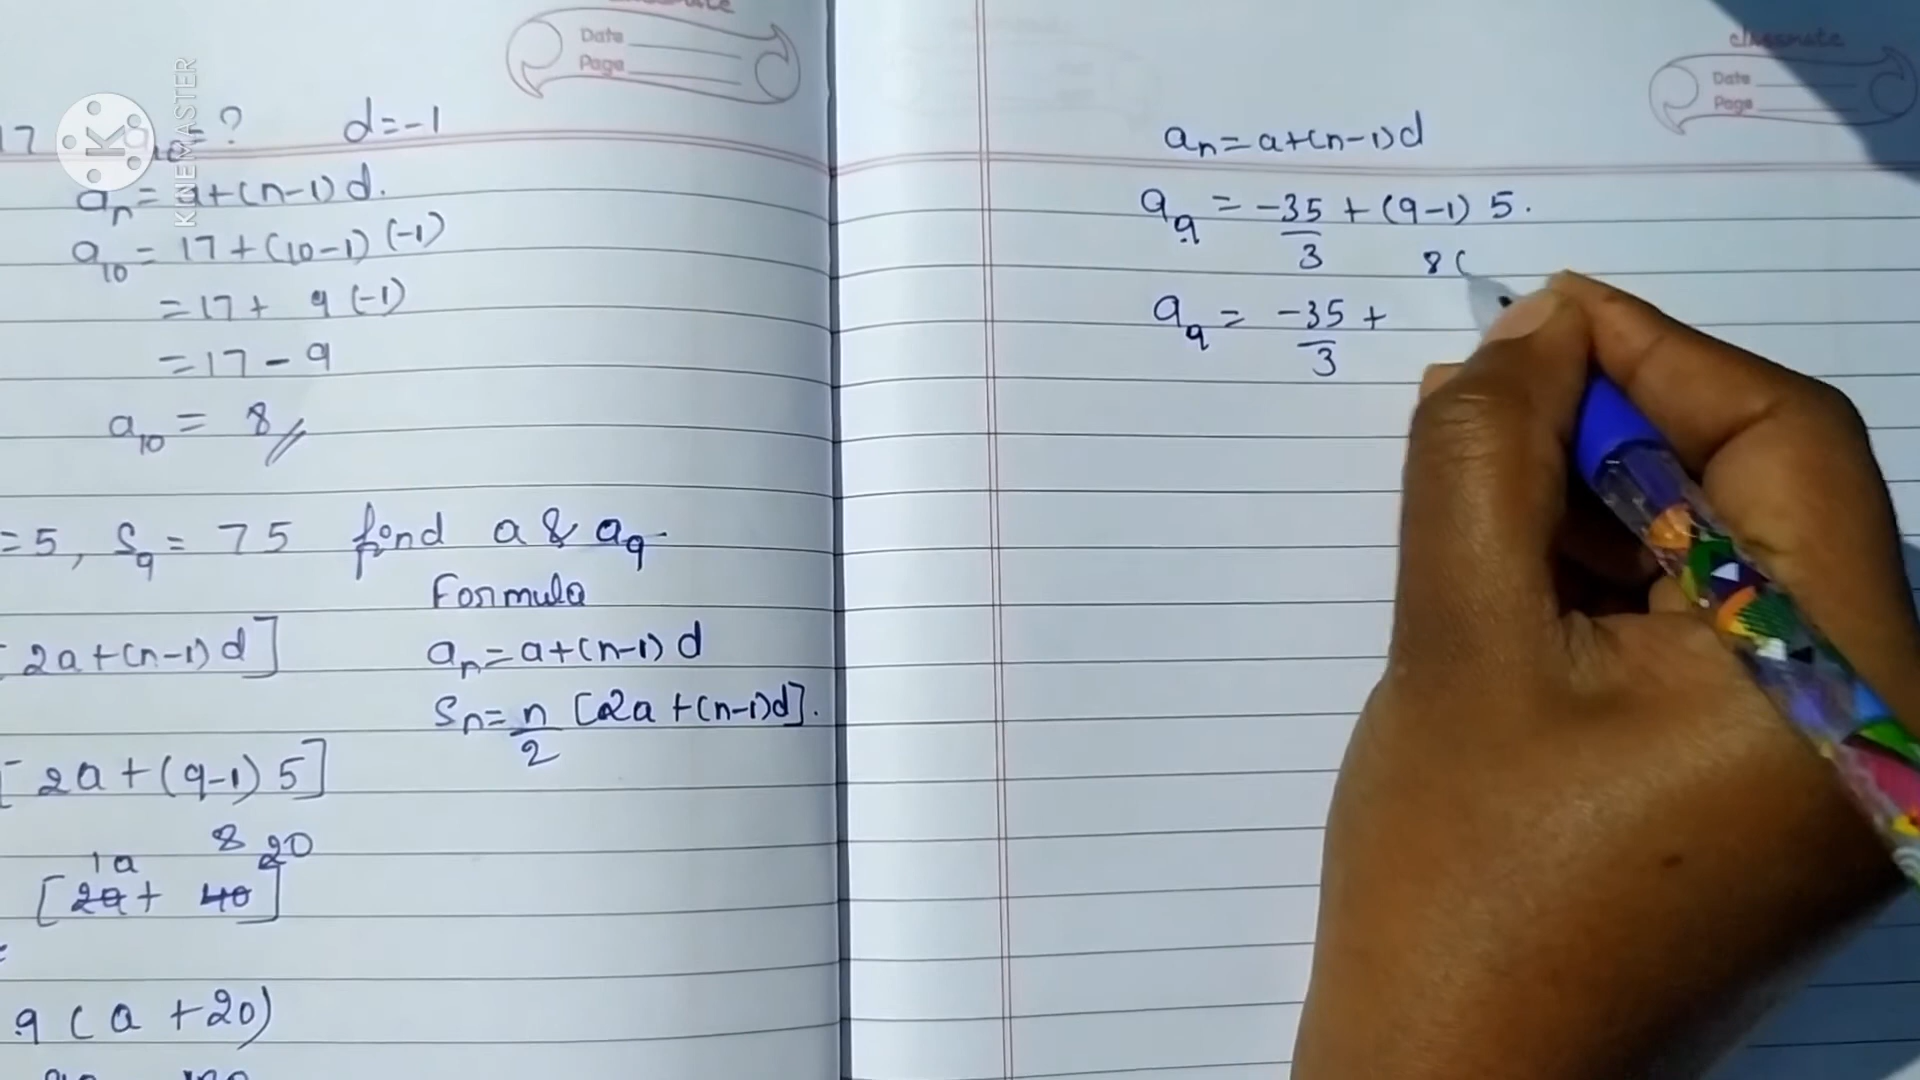 KINEMASTER
Date
Page
17 a10=? d=-1
an=a+(n-1)d.
a10=17+(10-1)(-1)
=17+ 9(-1)
=17-9
a10= 8//
=5, S9= 75 find a & a9
Formula
2a+(n-1)d] an=a+(n-1)d
Sn=n/2 [2a+(n-1)d].
[2a+(9-1)5]
8
1a 20
[2a+ 40]
9(a+20)
classmate
Date
Page
an=a+(n-1)d
a9 = -35/3 + (9-1) 5.
8(
a9 = -35/3 +